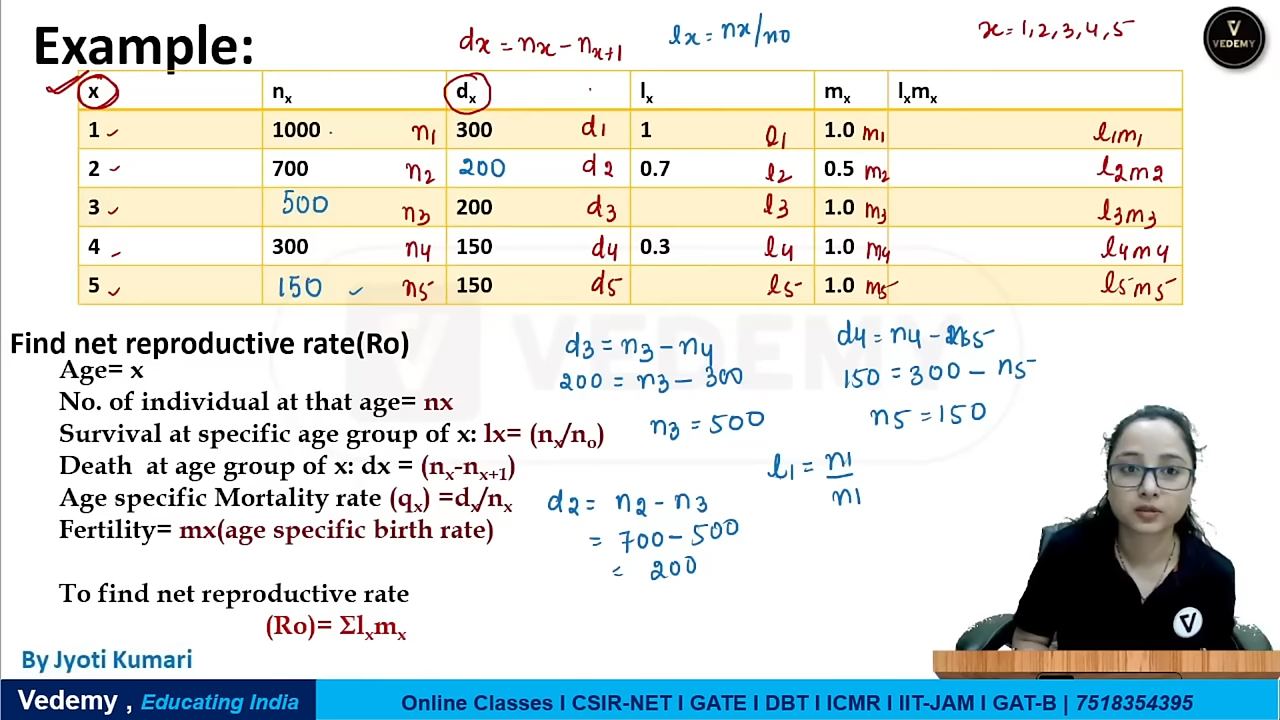 Example:
dx = nx - nx+1
lx = nx/n0
x = 1, 2, 3, 4, 5
VEDEMY
x nx dx lx mx lxmx
1 1000 n1 300 d1 1 l1 1.0 m1 l1m1
2 700 n2 200 d2 0.7 l2 0.5 m2 l2m2
3 500 n3 200 d3 l3 1.0 m3 l3m3
4 300 n4 150 d4 0.3 l4 1.0 m4 l4m4
5 150 n5 150 d5 l5 1.0 m5 l5m5
VEDEMY
Find net reproductive rate(Ro)
Age= x
No. of individual at that age= nx
Survival at specific age group of x: lx= (nx/no)
Death at age group of x: dx = (nx-nx+1)
Age specific Mortality rate (qx) =dx/nx
Fertility= mx(age specific birth rate)
To find net reproductive rate
(Ro)= Σlxmx
d3 = n3 - n4
200 = n3 - 300
n3 = 500
d4 = n4 -
150 = 300 - n5
n5 = 150
l1 = n1/n1
d2 = n2 - n3
= 700 - 500
= 200
By Jyoti Kumari
Vedemy , Educating India
Online Classes I CSIR-NET I GATE I DBT I ICMR I IIT-JAM I GAT-B | 7518354395